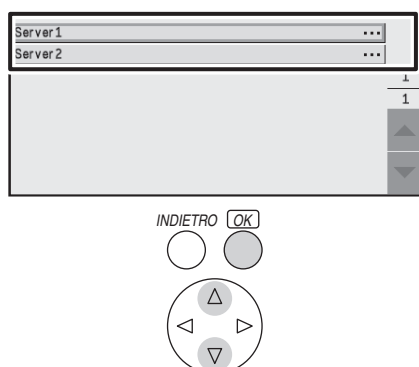 Server1 ...
Server2 ...
1
1
INDIETRO OK